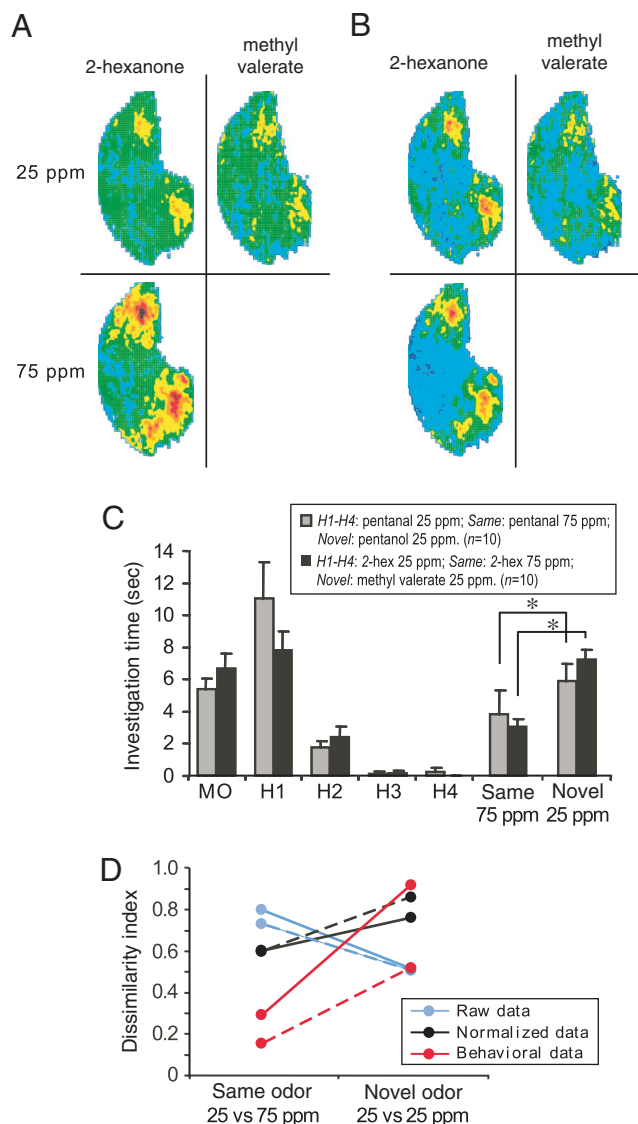 A
2-hexanone
methyl
valerate
25 ppm
75 ppm
B
2-hexanone
methyl
valerate
C
H1-H4: pentanal 25 ppm; Same: pentanal 75 ppm;
Novel: pentanol 25 ppm. (n=10)
H1-H4: 2-hex 25 ppm; Same: 2-hex 75 ppm;
Novel: methyl valerate 25 ppm. (n=10)
Investigation time (sec)
14
12
10
8
6
4
2
0
*
*
MO
H1
H2
H3
H4
Same
75 ppm
Novel
25 ppm
D
Dissimilarity index
1.0
0.8
0.6
0.4
0.2
0
Raw data
Normalized data
Behavioral data
Same odor
25 vs 75 ppm
Novel odor
25 vs 25 ppm